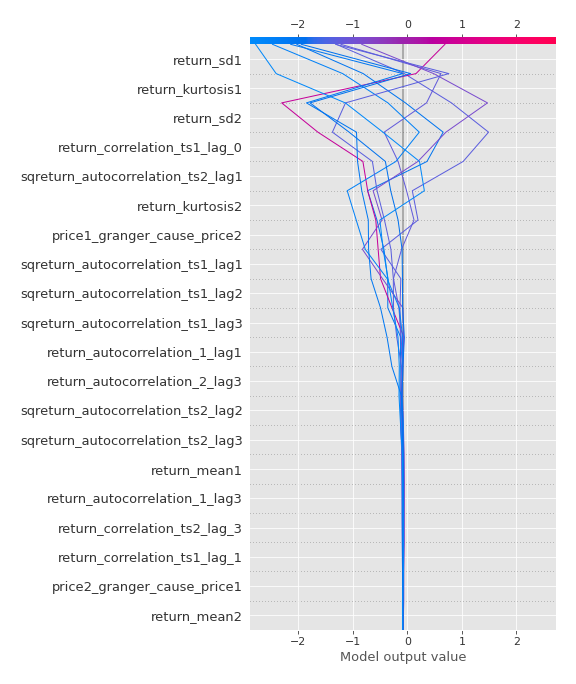 −2 −1 0 1 2
return_sd1
return_kurtosis1
return_sd2
return_correlation_ts1_lag_0
sqreturn_autocorrelation_ts2_lag1
return_kurtosis2
price1_granger_cause_price2
sqreturn_autocorrelation_ts1_lag1
sqreturn_autocorrelation_ts1_lag2
sqreturn_autocorrelation_ts1_lag3
return_autocorrelation_1_lag1
return_autocorrelation_2_lag3
sqreturn_autocorrelation_ts2_lag2
sqreturn_autocorrelation_ts2_lag3
return_mean1
return_autocorrelation_1_lag3
return_correlation_ts2_lag_3
return_correlation_ts1_lag_1
price2_granger_cause_price1
return_mean2
−2 −1 0 1 2
Model output value